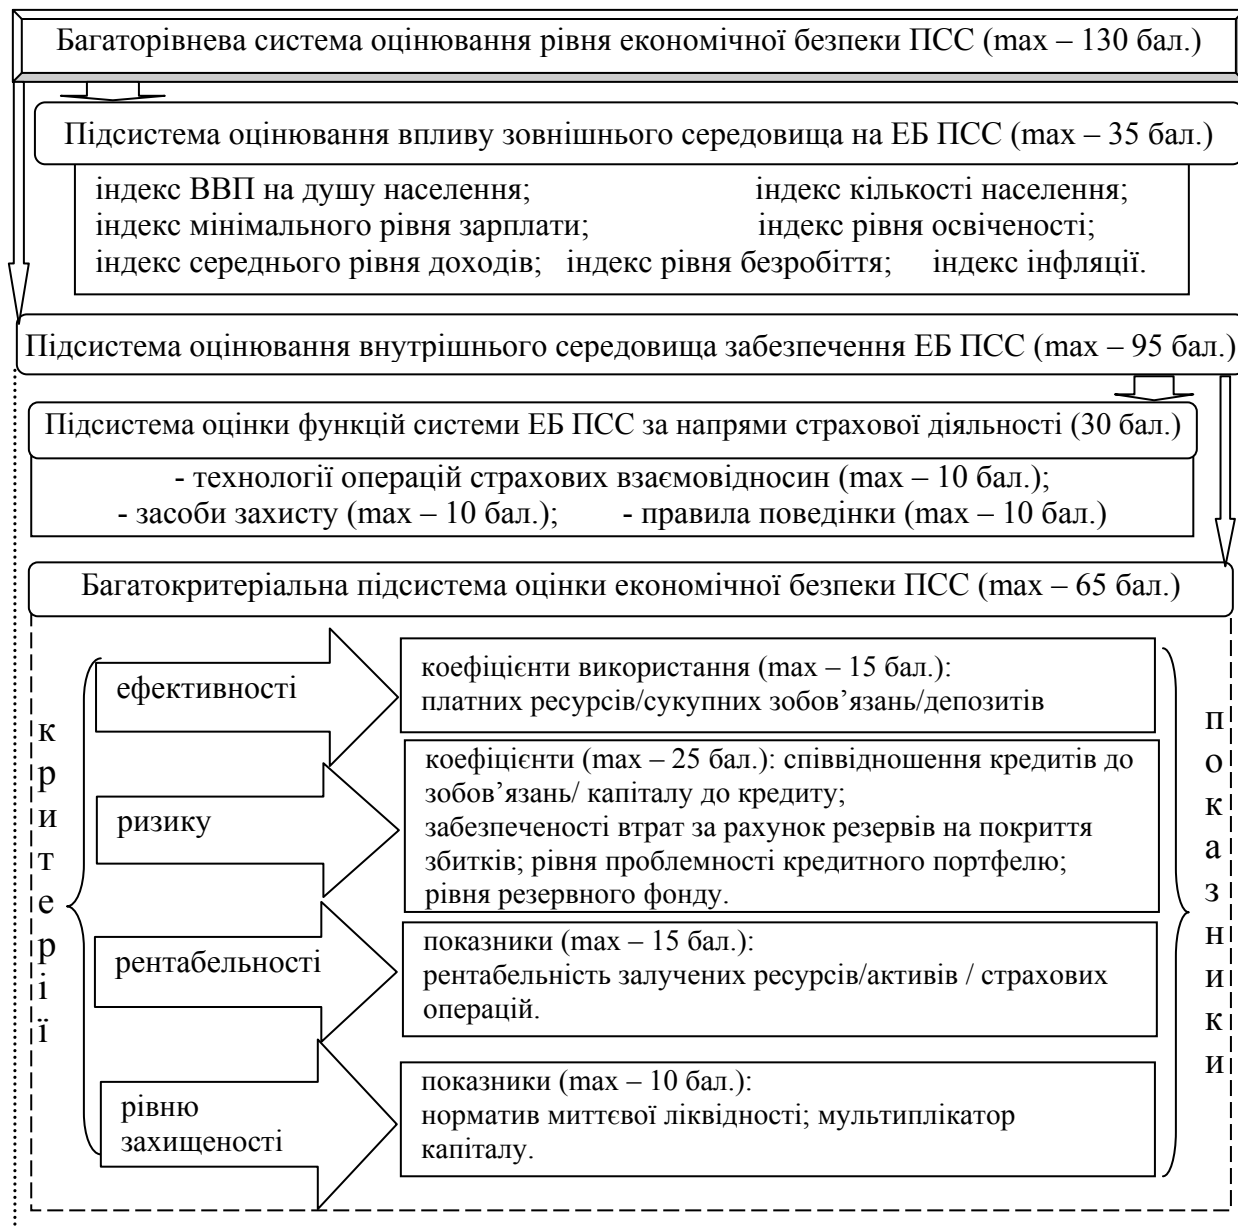 Багаторівнева система оцінювання рівня економічної безпеки ПСС (max – 130 бал.)
Підсистема оцінювання впливу зовнішнього середовища на ЕБ ПСС (max – 35 бал.)
індекс ВВП на душу населення; індекс кількості населення;
індекс мінімального рівня зарплати; індекс рівня освіченості;
індекс середнього рівня доходів; індекс рівня безробіття; індекс інфляції.
Підсистема оцінювання внутрішнього середовища забезпечення ЕБ ПСС (max – 95 бал.)
Підсистема оцінки функцій системи ЕБ ПСС за напрями страхової діяльності (30 бал.)
- технології операцій страхових взаємовідносин (max – 10 бал.);
- засоби захисту (max – 10 бал.); - правила поведінки (max – 10 бал.)
Багатокритеріальна підсистема оцінки економічної безпеки ПСС (max – 65 бал.)
критерії
ефективності
коефіцієнти використання (max – 15 бал.):
платних ресурсів/сукупних зобов’язань/депозитів
ризику
коефіцієнти (max – 25 бал.): співвідношення кредитів до
зобов’язань/ капіталу до кредиту;
забезпеченості втрат за рахунок резервів на покриття
збитків; рівня проблемності кредитного портфелю;
рівня резервного фонду.
рентабельності
показники (max – 15 бал.):
рентабельність залучених ресурсів/активів / страхових
операцій.
рівню
захищеності
показники (max – 10 бал.):
норматив миттєвої ліквідності; мультиплікатор
капіталу.
показники